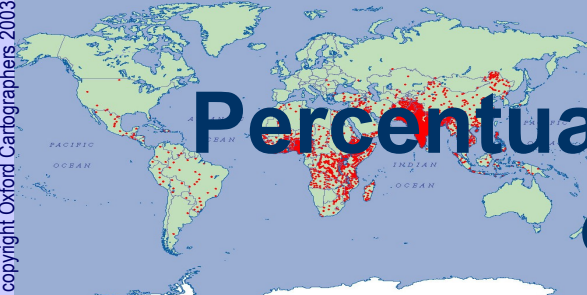 copyright Oxford Cartographers 2003
Percentua
PACIFIC
OCEAN
INDIAN
OCEAN